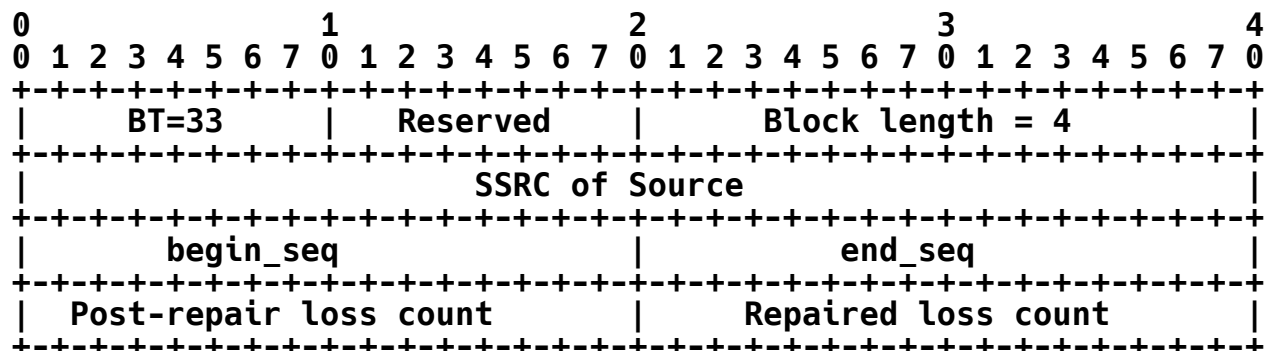 0               1               2               3               4
0 1 2 3 4 5 6 7 0 1 2 3 4 5 6 7 0 1 2 3 4 5 6 7 0 1 2 3 4 5 6 7 0
+-+-+-+-+-+-+-+-+-+-+-+-+-+-+-+-+-+-+-+-+-+-+-+-+-+-+-+-+-+-+-+-+
|     BT=33     |   Reserved    |      Block length = 4         |
+-+-+-+-+-+-+-+-+-+-+-+-+-+-+-+-+-+-+-+-+-+-+-+-+-+-+-+-+-+-+-+-+
|                       SSRC of Source                          |
+-+-+-+-+-+-+-+-+-+-+-+-+-+-+-+-+-+-+-+-+-+-+-+-+-+-+-+-+-+-+-+-+
|       begin_seq               |          end_seq              |
+-+-+-+-+-+-+-+-+-+-+-+-+-+-+-+-+-+-+-+-+-+-+-+-+-+-+-+-+-+-+-+-+
|  Post-repair loss count       |     Repaired loss count       |
+-+-+-+-+-+-+-+-+-+-+-+-+-+-+-+-+-+-+-+-+-+-+-+-+-+-+-+-+-+-+-+-+